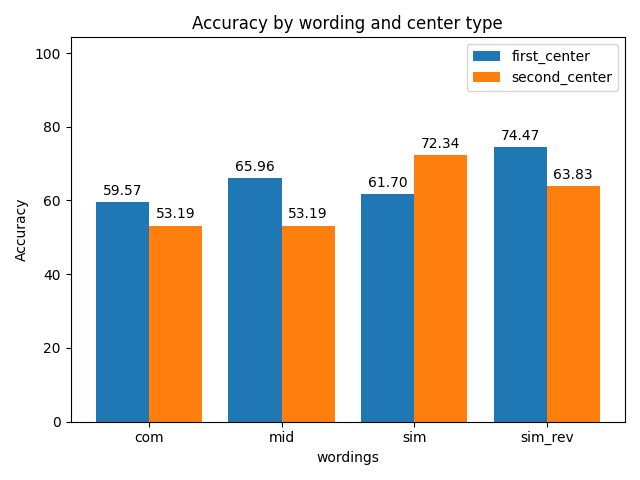 Accuracy by wording and center type
first_center
second_center
100
80
60
40
20
0
Accuracy
59.57
53.19
65.96
53.19
61.70
72.34
74.47
63.83
com
mid
sim
sim_rev
wordings